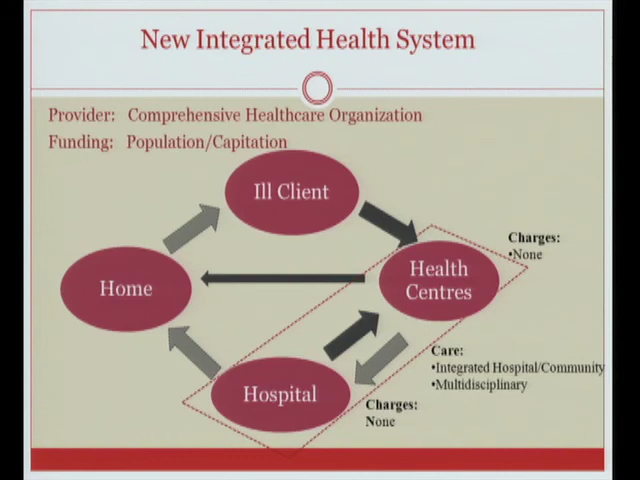 New Integrated Health System
Provider: Comprehensive Healthcare Organization
Funding: Population/Capitation
Ill Client
Charges:
•None
Health
Centres
Home
Care:
•Integrated Hospital/Community
•Multidisciplinary
Hospital
Charges:
None